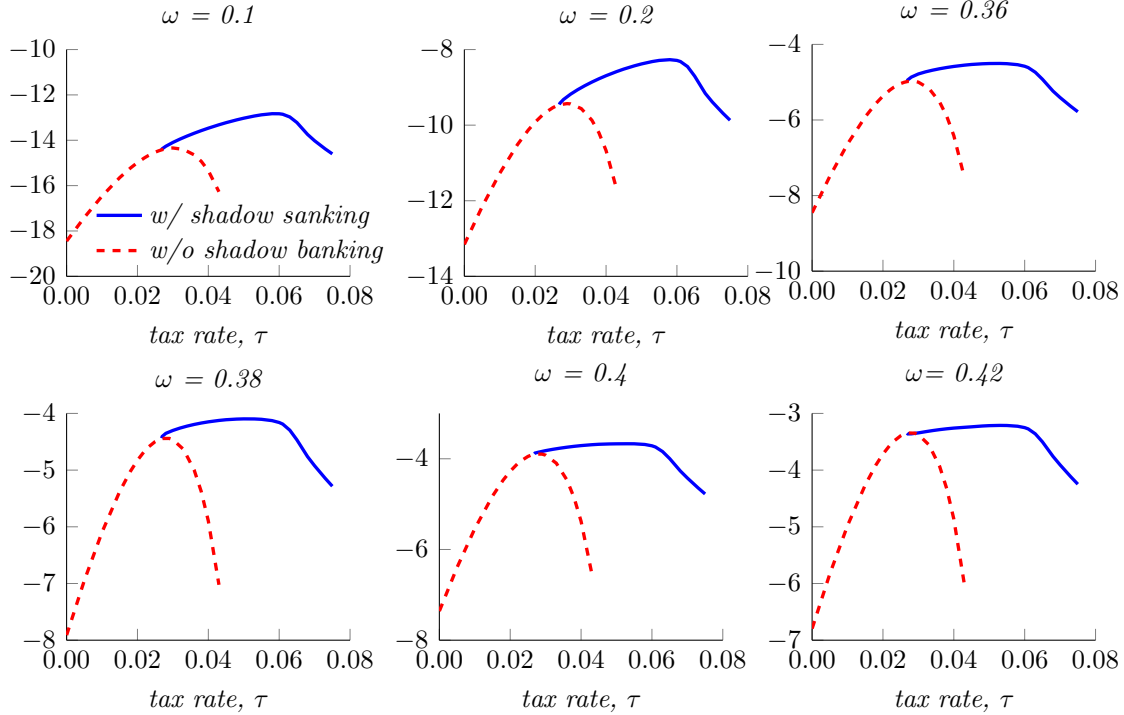 ω = 0.1
−10
−12
−14
−16
−18
−20
w/ shadow sanking
w/o shadow banking
0.00 0.02 0.04 0.06 0.08
tax rate, τ
ω = 0.2
−8
−10
−12
−14
0.00 0.02 0.04 0.06 0.08
tax rate, τ
ω = 0.36
−4
−6
−8
−10
0.00 0.02 0.04 0.06 0.08
tax rate, τ
ω = 0.38
−4
−5
−6
−7
−8
0.00 0.02 0.04 0.06 0.08
tax rate, τ
ω = 0.4
−4
−6
−8
0.00 0.02 0.04 0.06 0.08
tax rate, τ
ω= 0.42
−3
−4
−5
−6
−7
0.00 0.02 0.04 0.06 0.08
tax rate, τ